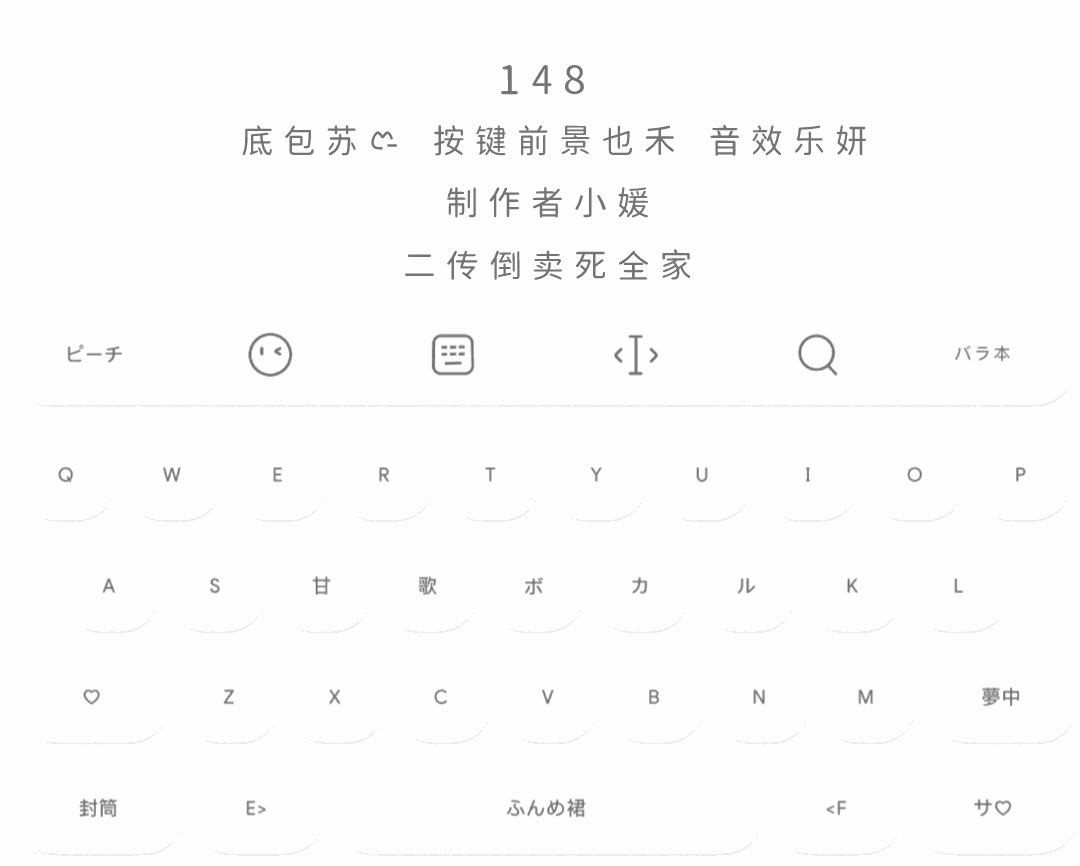 148
底包苏ෆ 按键前景也禾 音效乐妍
制作者小媛
二传倒卖死全家
ピーチ バラ本
Q W E R T Y U I O P
A S 甘 歌 ボ カ ル K L
♡ Z X C V B N M 夢中
封筒 E> ふんめ裙 <F サ♡